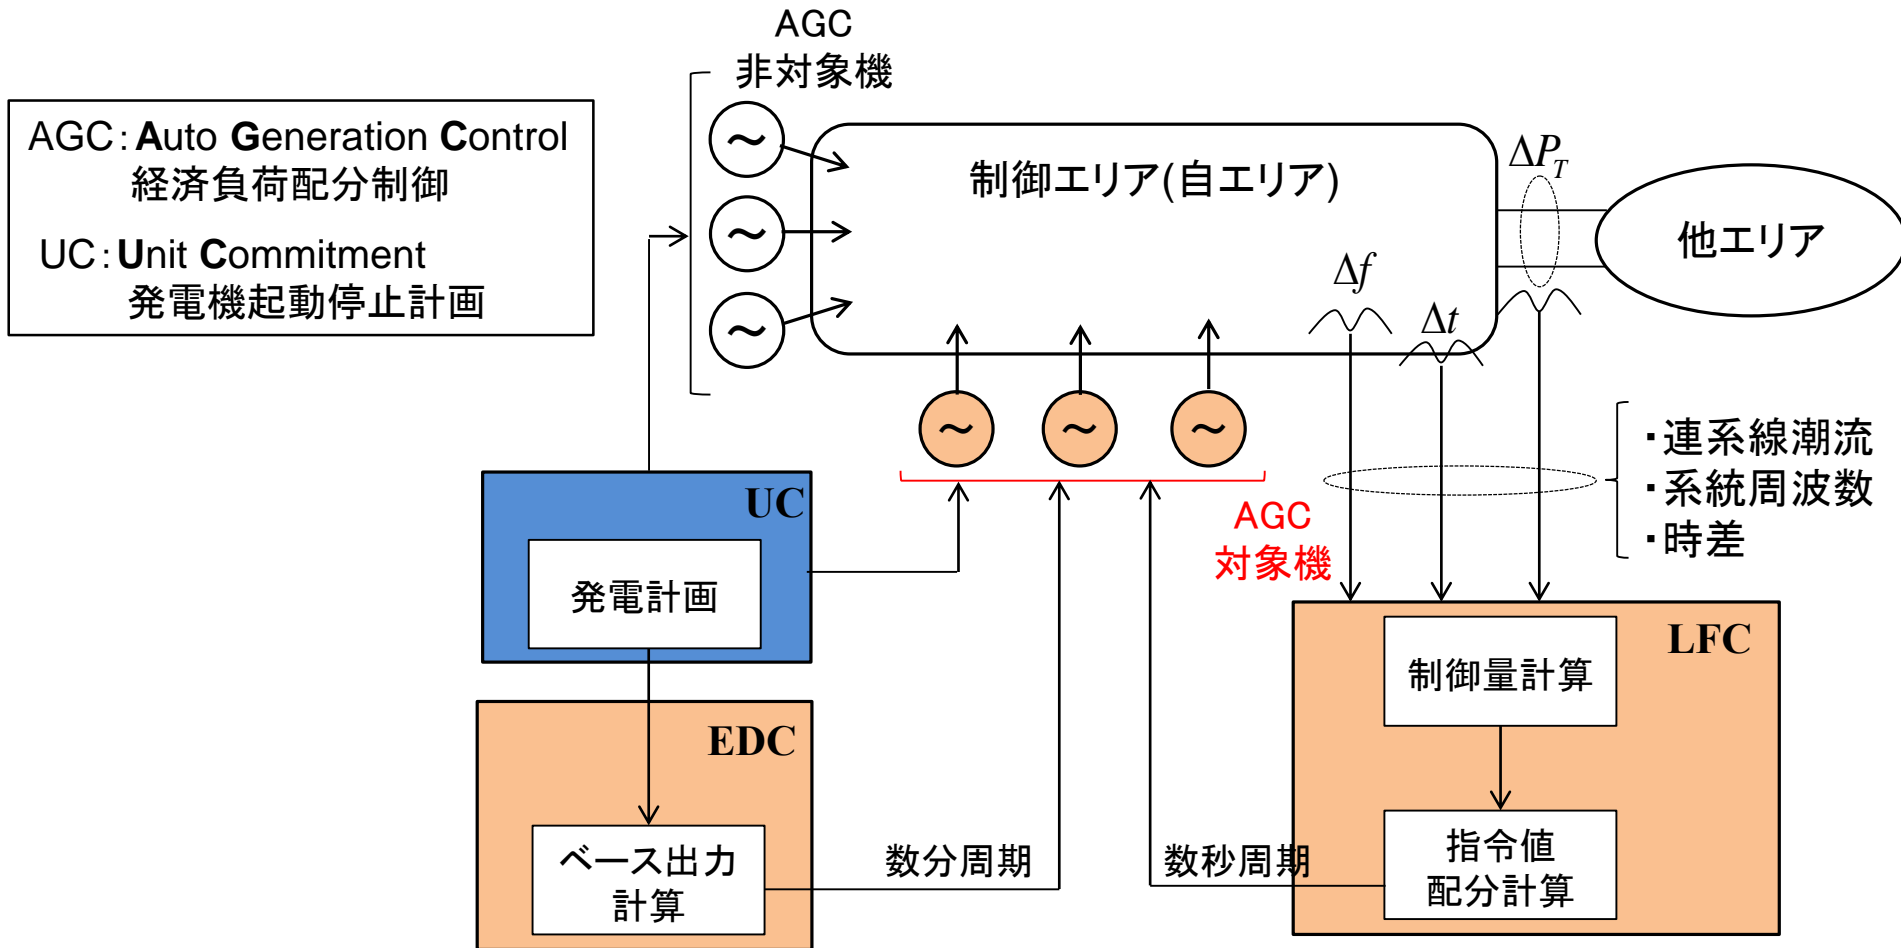 AGC
非対象機
AGC:Auto Generation Control
経済負荷配分制御
UC:Unit Commitment
発電機起動停止計画
~
~
~
制御エリア(自エリア)
ΔP_T
他エリア
Δf
Δt
~
~
~
AGC
対象機
・連系線潮流
・系統周波数
・時差
UC
発電計画
LFC
制御量計算
EDC
ベース出力
計算
数分周期
数秒周期
指令値
配分計算